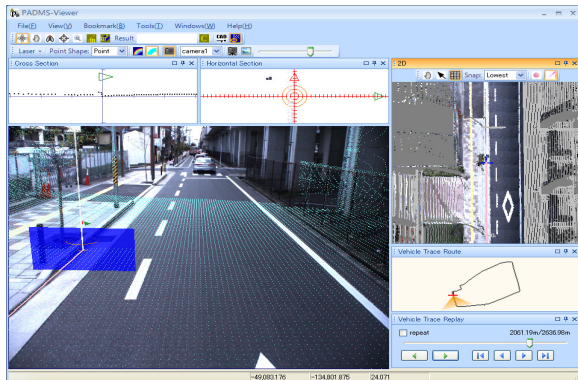 PADMS-Viewer
File(F) View(V) Bookmark(B) Tools(T) Windows(W) Help(H)
Result CAD
Laser Point Shape: Point camera1
Cross Section
Horizontal Section
2D
Snap: Lowest
Vehicle Trace Route
Vehicle Trace Replay
repeat 2061.19m/2636.98m
-49,083.176 -134,801.875 24.071